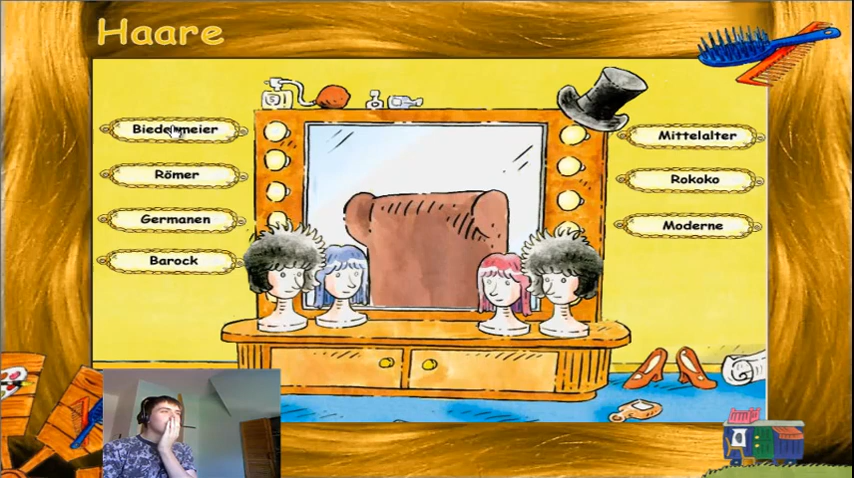 Haare
Biedermeier
Römer
Germanen
Barock
Mittelalter
Rokoko
Moderne